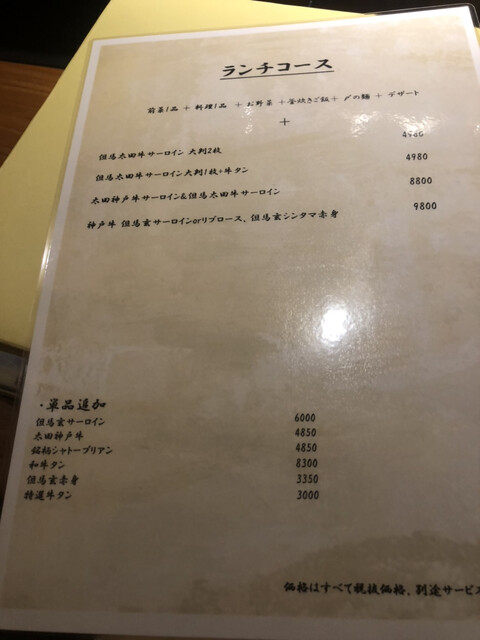 ランチコース
前菜1品 + 料理1品 + お野菜 + 釜炊きご飯 + 〆の麺 + デザート
+
但馬太田牛サーロイン 大判2枚 4980
但馬太田牛サーロイン大判1枚+牛タン 4980
太田神戸牛サーロイン&但馬太田牛サーロイン 8800
神戸牛 但馬玄サーロインorリブロース、但馬玄シンタマ赤身 9800
・単品追加
但馬玄サーロイン 6000
太田神戸牛 4850
銘柄シャトーブリアン 4850
和牛タン 8300
但馬玄赤身 3350
特選牛タン 3000
価格はすべて税抜価格、別途サービス